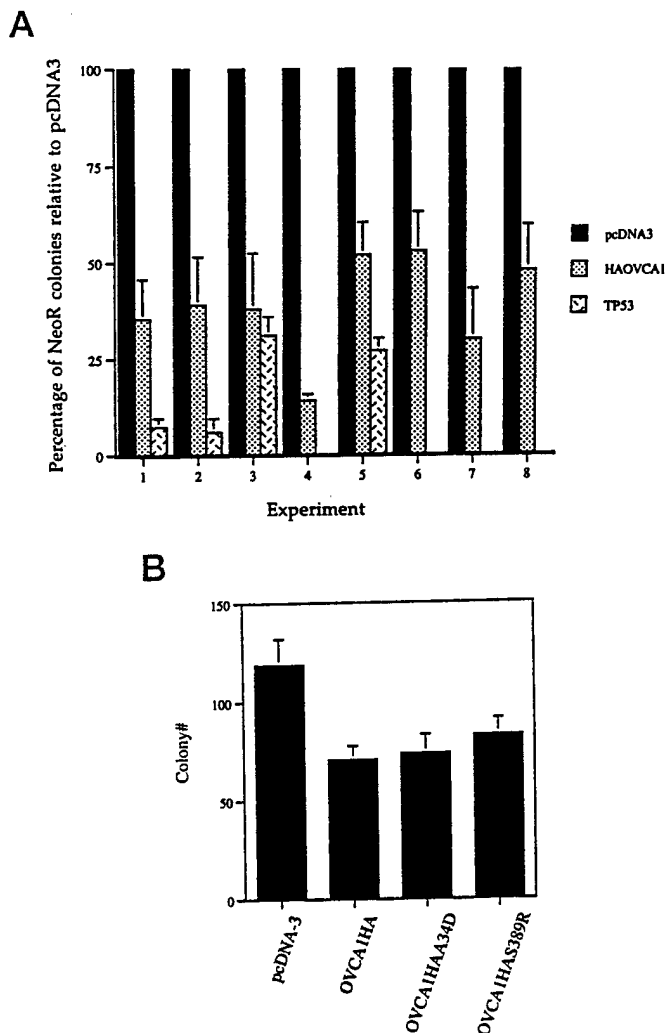 A
Percentage of NeoR colonies relative to pcDNA3
100
75
50
25
0
1 2 3 4 5 6 7 8
Experiment
pcDNA3
HAOVCA1
TP53
B
Colony#
150
100
50
0
pcDNA-3
OVCA1HA
OVCA1HAA34D
OVCA1HAS389R